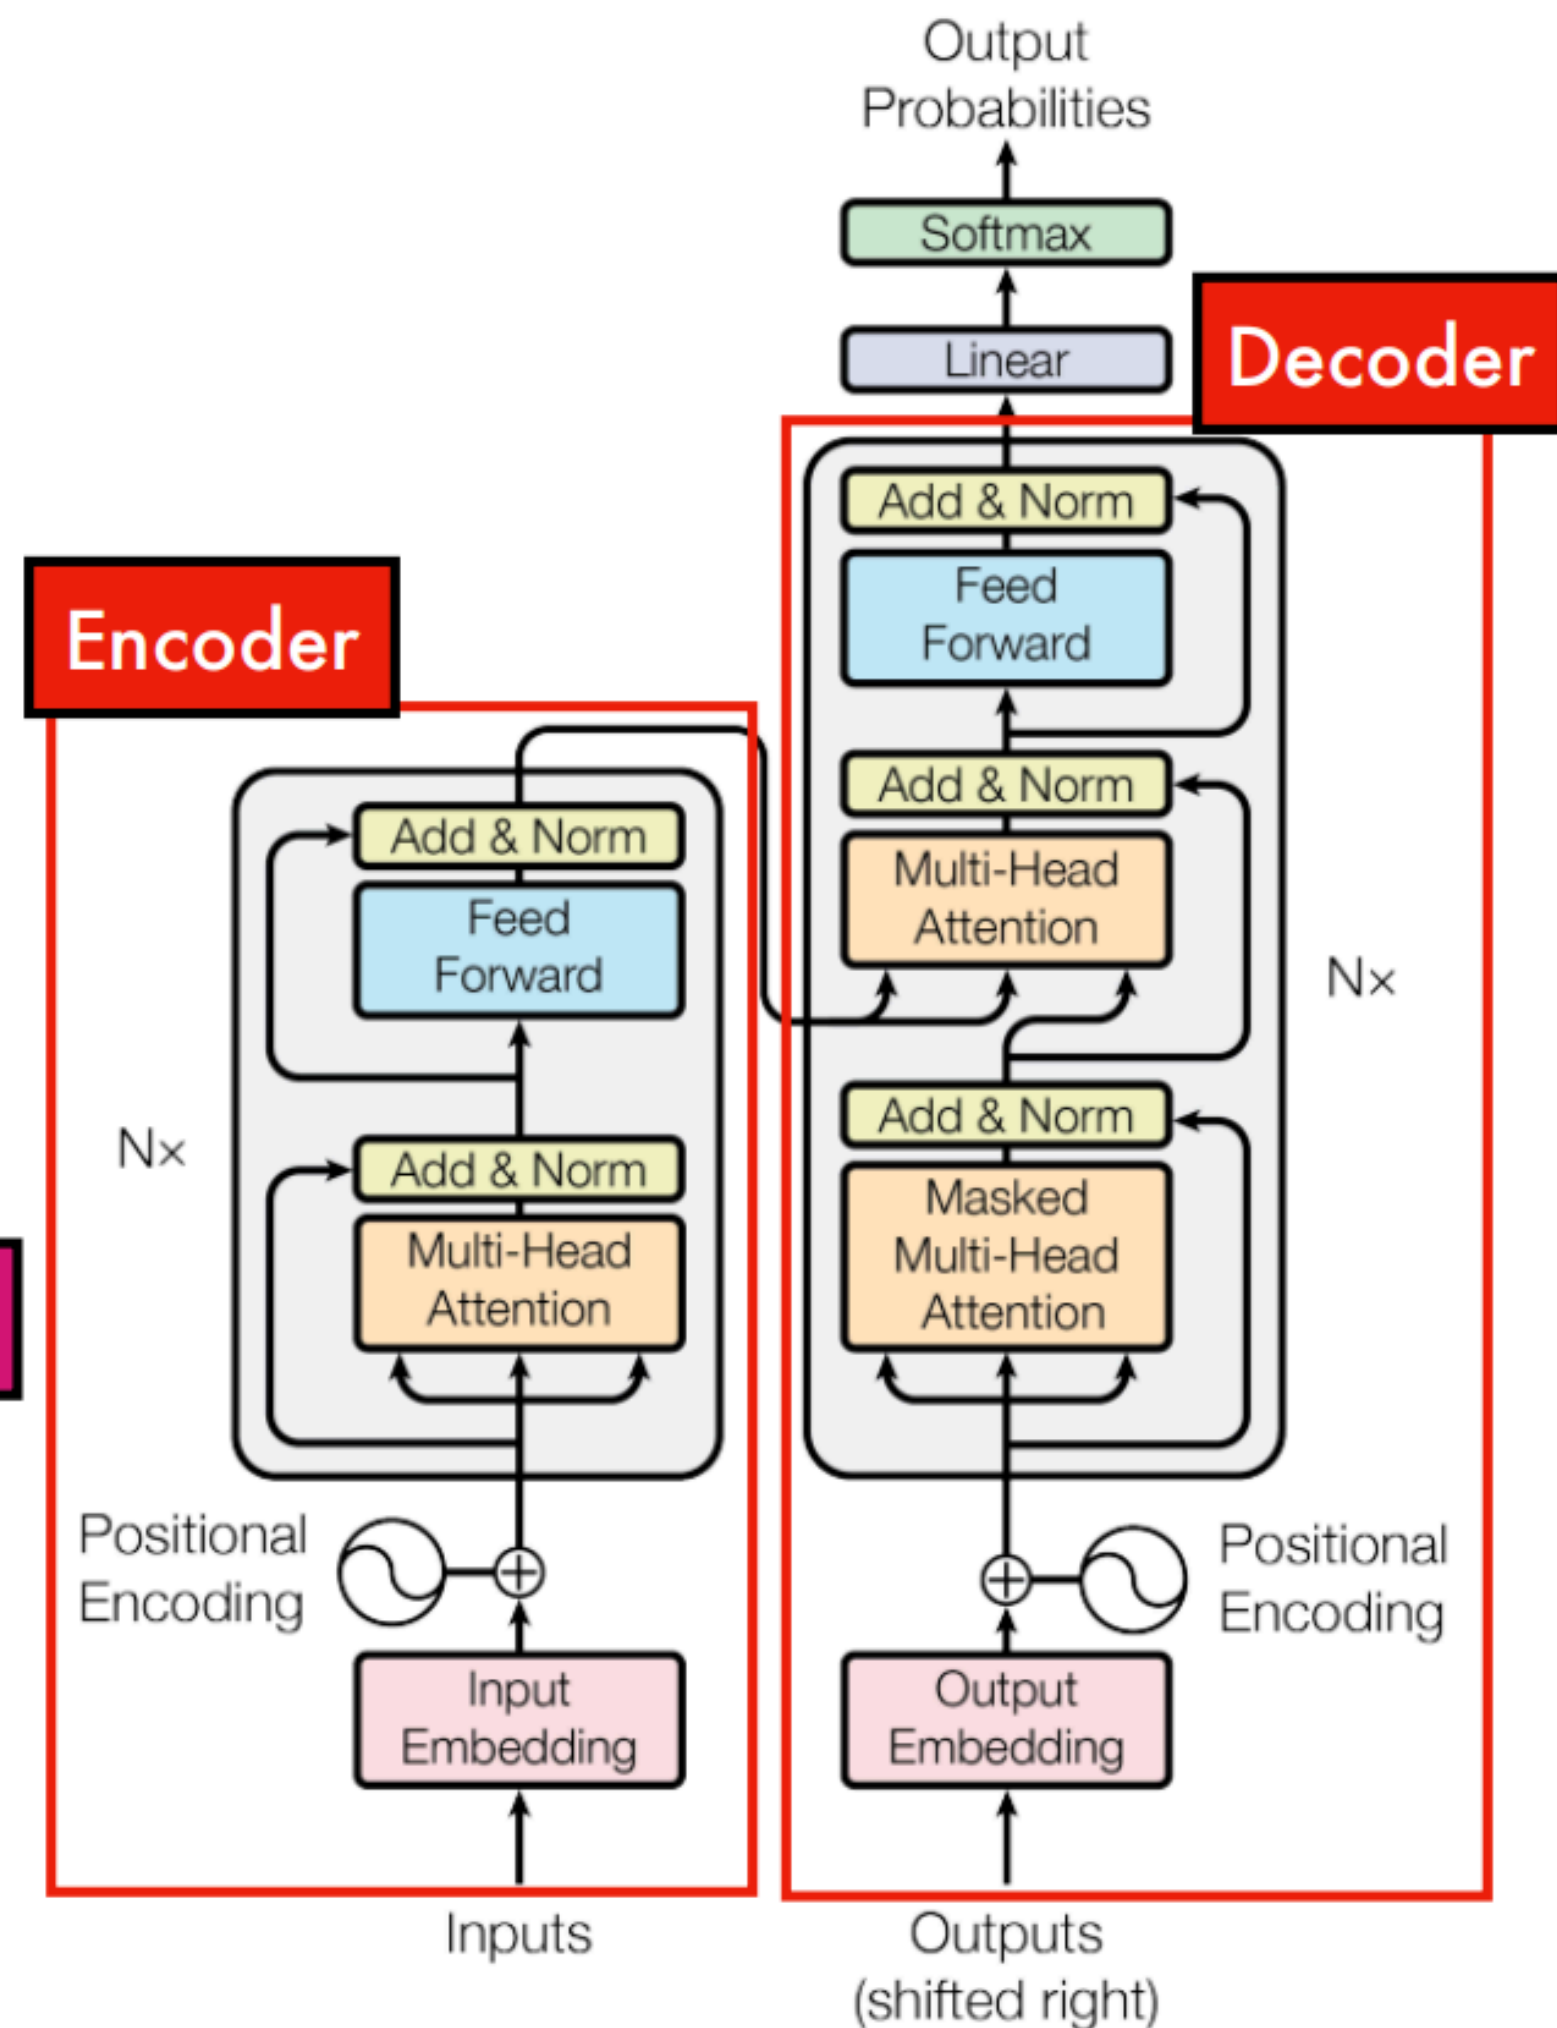 Output
Probabilities
Softmax
Linear
Decoder
Add & Norm
Feed
Forward
Add & Norm
Multi-Head
Attention
Nx
Add & Norm
Masked
Multi-Head
Attention
Positional
Encoding
Output
Embedding
Outputs
(shifted right)
Encoder
Add & Norm
Feed
Forward
Nx
Add & Norm
Multi-Head
Attention
Positional
Encoding
Input
Embedding
Inputs